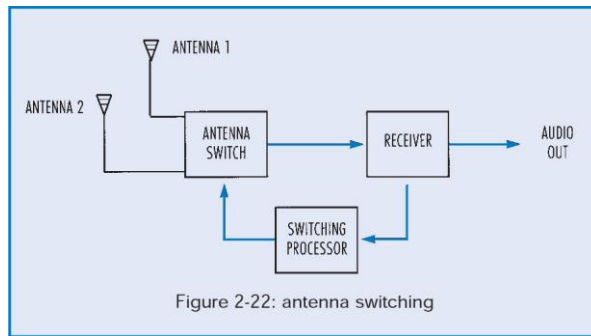 ANTENNA 1
ANTENNA 2
ANTENNA
SWITCH
RECEIVER
AUDIO
OUT
SWITCHING
PROCESSOR
Figure 2-22: antenna switching